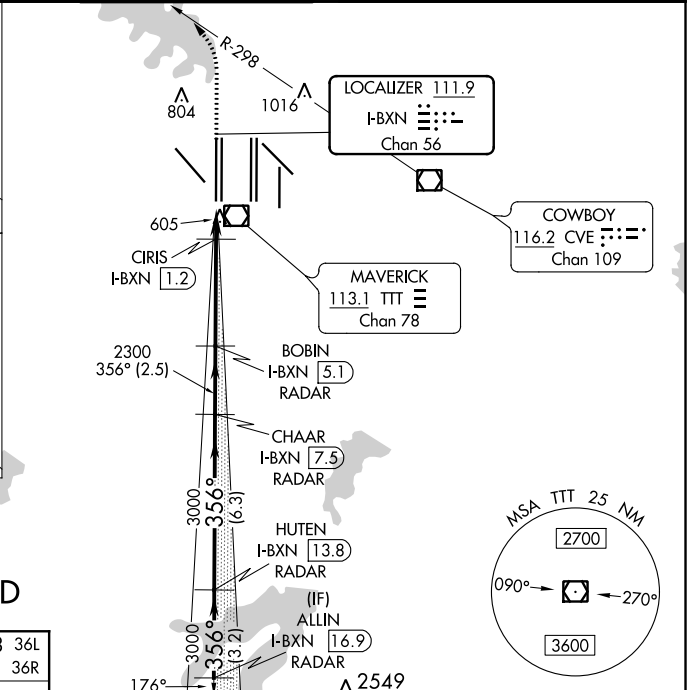 R-298
804
1016
LOCALIZER 111.9
I-BXN
Chan 56
605
COWBOY
116.2 CVE
Chan 109
CIRIS
I-BXN 1.2
MAVERICK
113.1 TTT
Chan 78
2300
356° (2.5)
BOBIN
I-BXN 5.1
RADAR
CHAAR
I-BXN 7.5
RADAR
3000
356°
(6.3)
MSA TTT 25 NM
2700
090°
270°
3600
HUTEN
I-BXN 13.8
RADAR
D
(IF)
ALLIN
I-BXN 16.9
RADAR
3000
356°
(3.2)
36L
36R
176°
2549